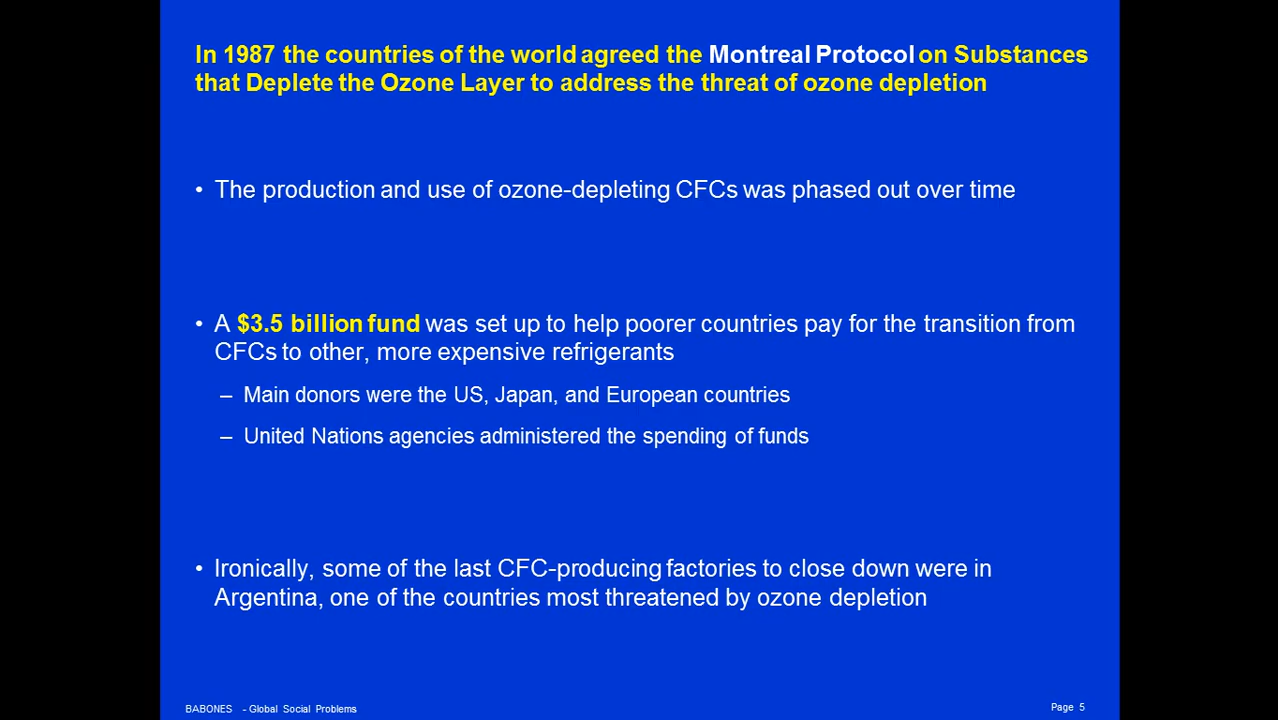 In 1987 the countries of the world agreed the Montreal Protocol on Substances
that Deplete the Ozone Layer to address the threat of ozone depletion
• The production and use of ozone-depleting CFCs was phased out over time
• A $3.5 billion fund was set up to help poorer countries pay for the transition from
CFCs to other, more expensive refrigerants
– Main donors were the US, Japan, and European countries
– United Nations agencies administered the spending of funds
• Ironically, some of the last CFC-producing factories to close down were in
Argentina, one of the countries most threatened by ozone depletion
BABONES - Global Social Problems
Page 5